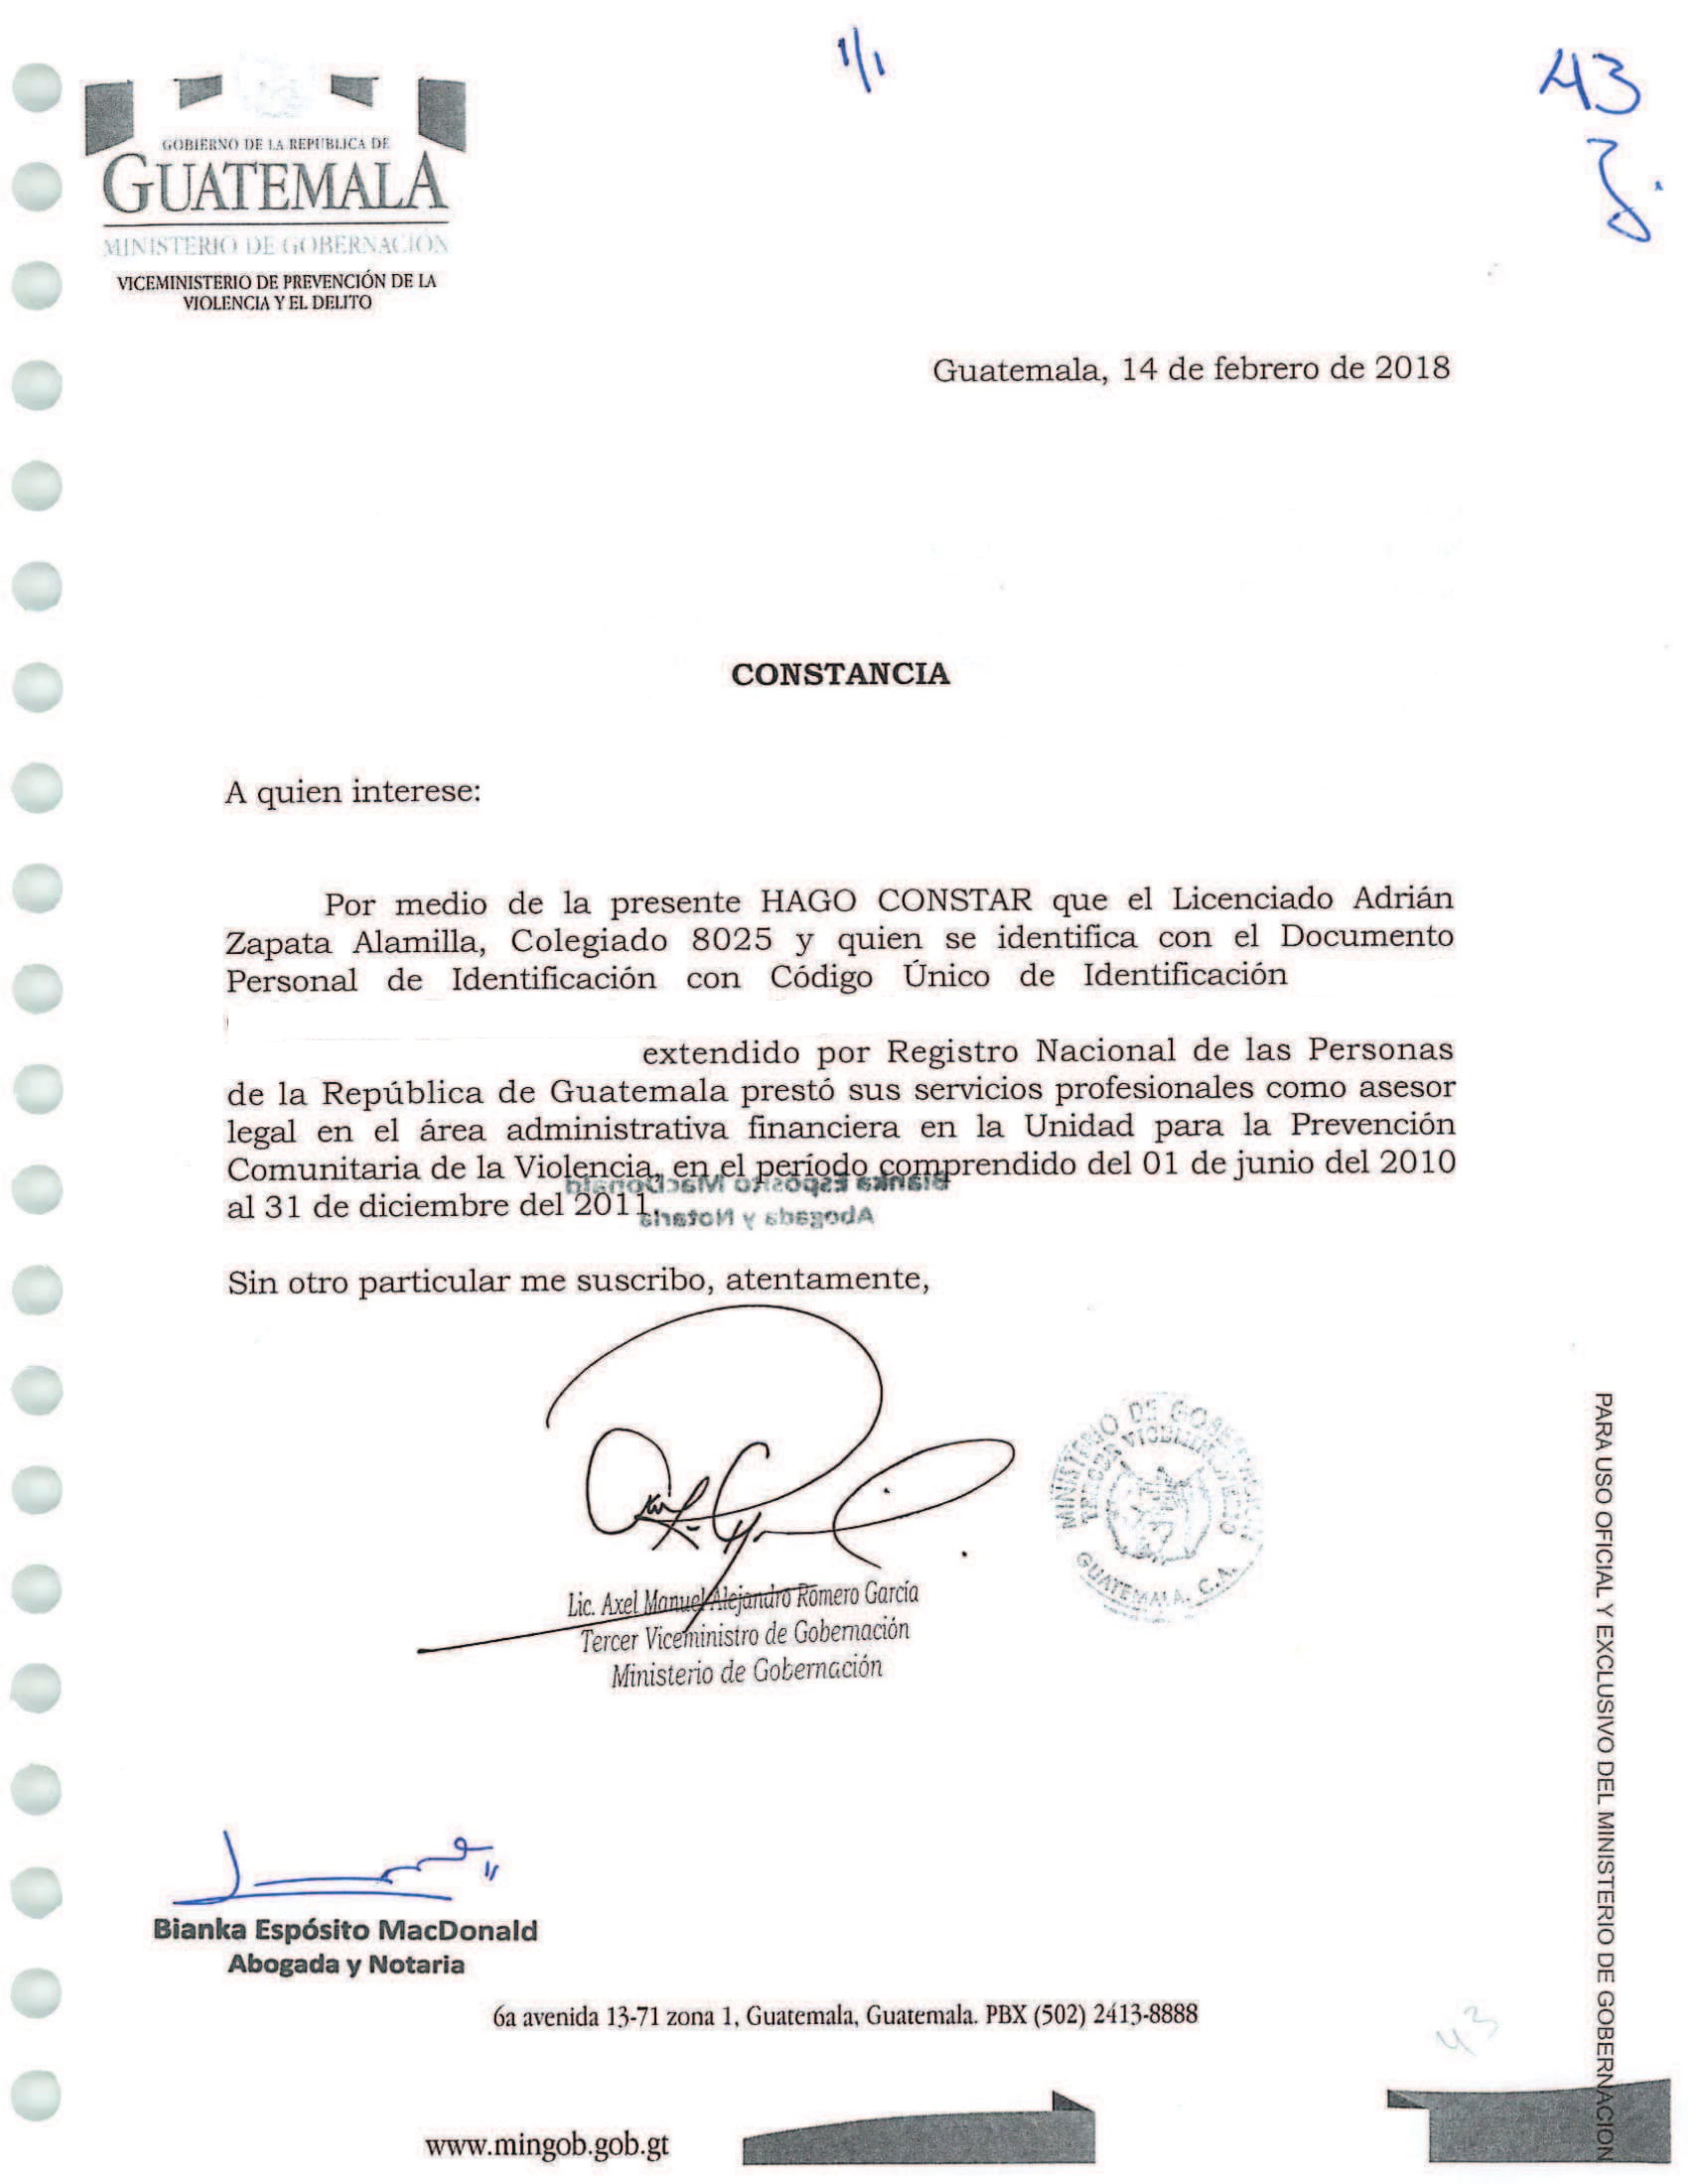 1/1
43
GOBIERNO DE LA REPUBLICA DE
GUATEMALA
MINISTERIO DE GOBERNACIÓN
VICEMINISTERIO DE PREVENCIÓN DE LA
VIOLENCIA Y EL DELITO
Guatemala, 14 de febrero de 2018
CONSTANCIA
A quien interese:
Por medio de la presente HAGO CONSTAR que el Licenciado Adrián
Zapata Alamilla, Colegiado 8025 y quien se identifica con el Documento
Personal de Identificación con Código Único de Identificación
extendido por Registro Nacional de las Personas
de la República de Guatemala prestó sus servicios profesionales como asesor
legal en el área administrativa financiera en la Unidad para la Prevención
Comunitaria de la Violencia, en el período comprendido del 01 de junio del 2010
al 31 de diciembre del 2011
Bianka Espósito MacDonald
Abogada y Notaria
Sin otro particular me suscribo, atentamente,
MINISTERIO DE GOBERNACION
TERCER VICEMINISTERIO
GUATEMALA, C.A.
Lic. Axel Manuel Alejandro Romero García
Tercer Viceministro de Gobernación
Ministerio de Gobernación
PARA USO OFICIAL Y EXCLUSIVO DEL MINISTERIO DE GOBERNACION
Bianka Espósito MacDonald
Abogada y Notaria
6a avenida 13-71 zona 1, Guatemala, Guatemala. PBX (502) 2413-8888
43
www.mingob.gob.gt